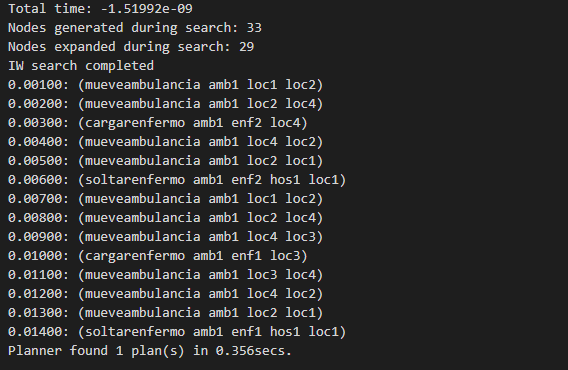 Total time: -1.51992e-09
Nodes generated during search: 33
Nodes expanded during search: 29
IW search completed
0.00100: (mueveambulancia amb1 loc1 loc2)
0.00200: (mueveambulancia amb1 loc2 loc4)
0.00300: (cargarenfermo amb1 enf2 loc4)
0.00400: (mueveambulancia amb1 loc4 loc2)
0.00500: (mueveambulancia amb1 loc2 loc1)
0.00600: (soltarenfermo amb1 enf2 hos1 loc1)
0.00700: (mueveambulancia amb1 loc1 loc2)
0.00800: (mueveambulancia amb1 loc2 loc4)
0.00900: (mueveambulancia amb1 loc4 loc3)
0.01000: (cargarenfermo amb1 enf1 loc3)
0.01100: (mueveambulancia amb1 loc3 loc4)
0.01200: (mueveambulancia amb1 loc4 loc2)
0.01300: (mueveambulancia amb1 loc2 loc1)
0.01400: (soltarenfermo amb1 enf1 hos1 loc1)
Planner found 1 plan(s) in 0.356secs.